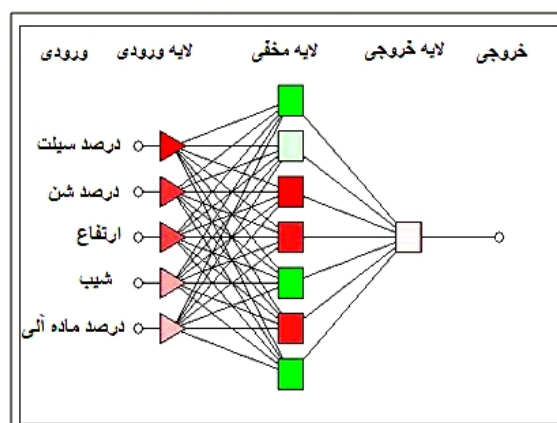 ورودی لایه ورودی لایه مخفی لایه خروجی خروجی
درصد سیلت
درصد شن
ارتفاع
شیب
درصد ماده آلی